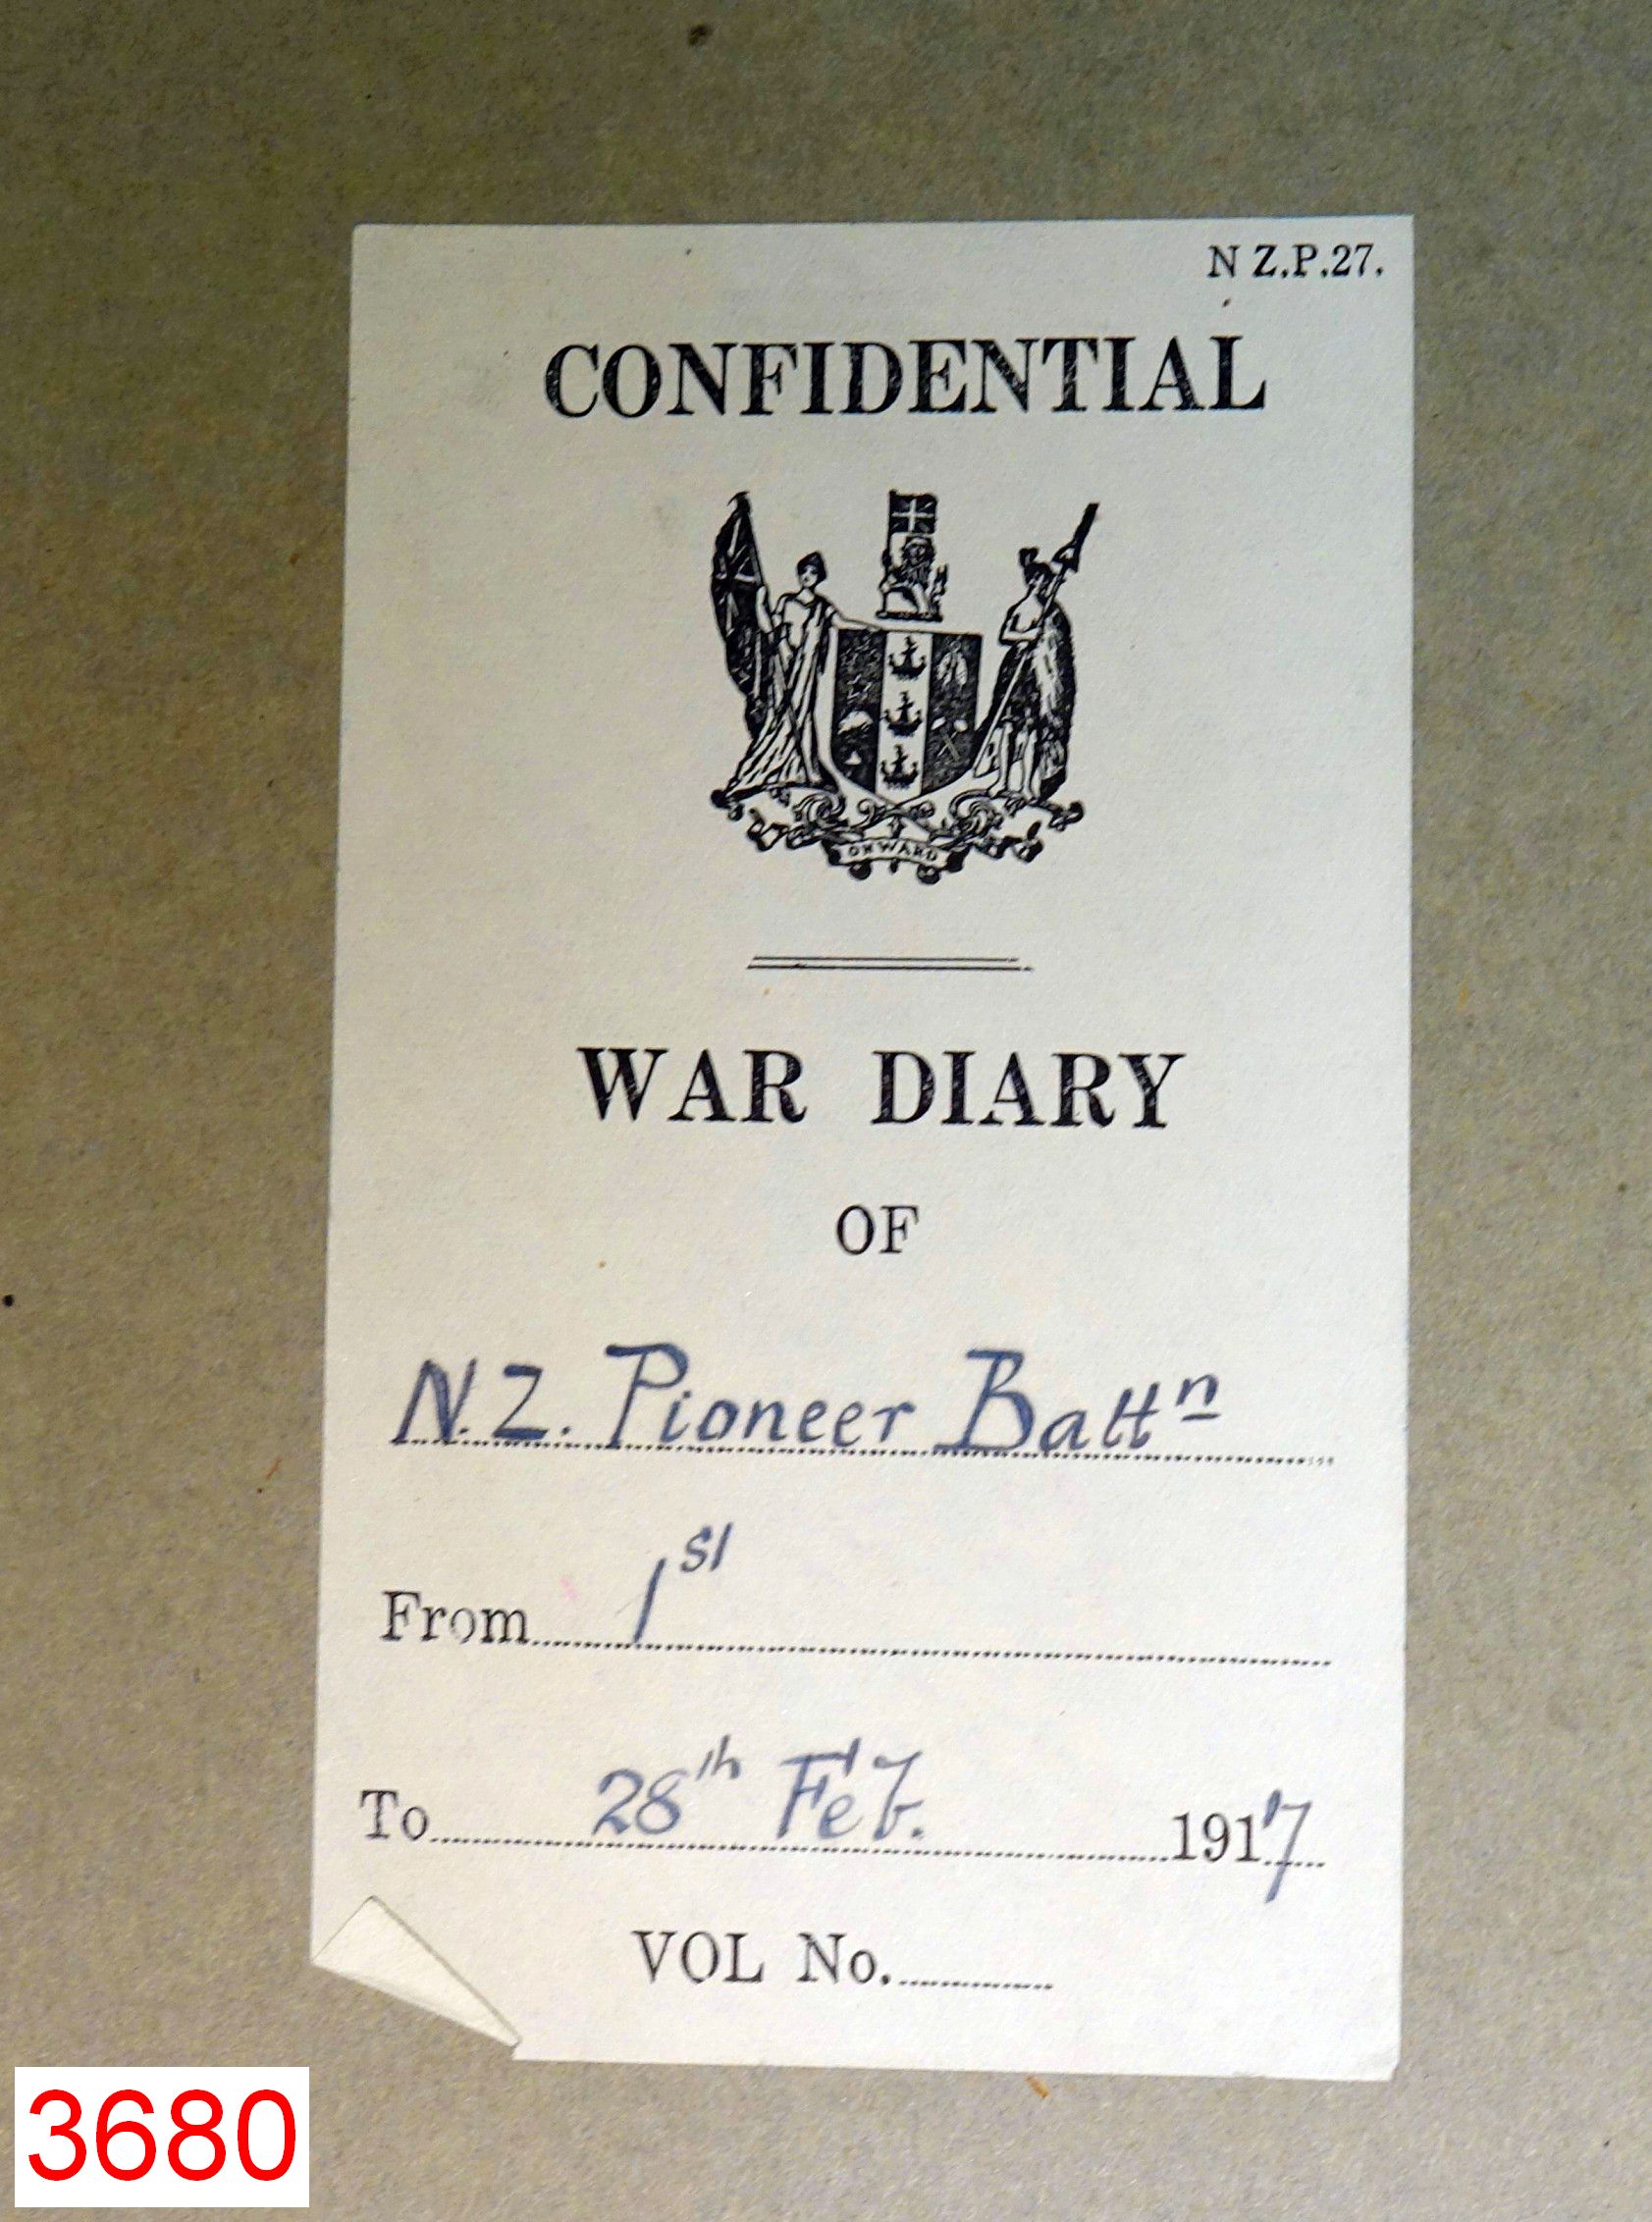 N Z.P.27.
CONFIDENTIAL
ONWARD
WAR DIARY
OF
N.Z. Pioneer Battn
From 1st
To 28th Feb. 1917
VOL No.
3680